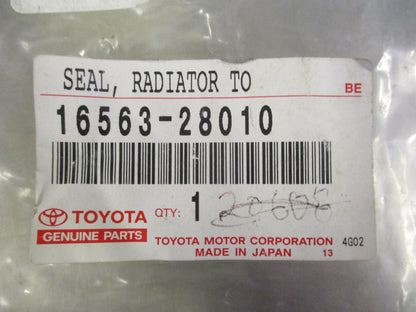 SEAL, RADIATOR TO
BE
16563-28010
TOYOTA
GENUINE PARTS
QTY: 1
TOYOTA MOTOR CORPORATION 4G02
MADE IN JAPAN 13